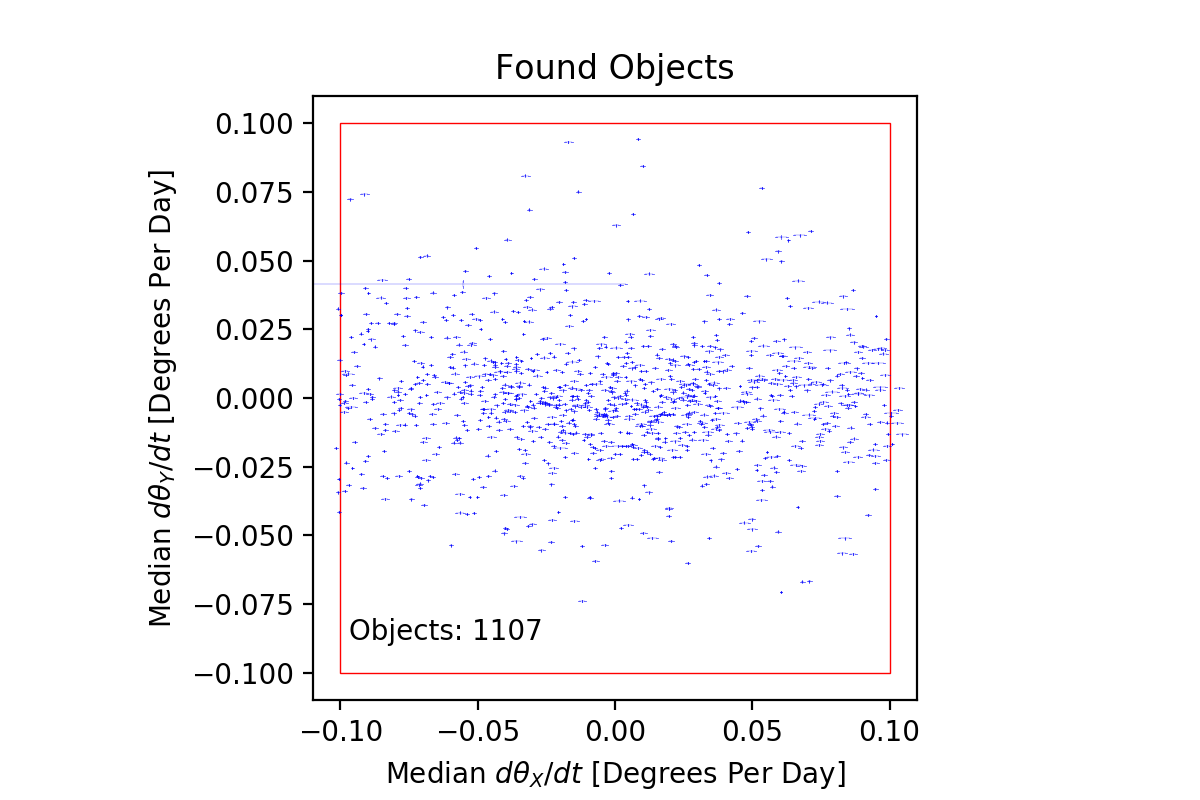 Found Objects
Median dθ_Y/dt [Degrees Per Day]
0.100
0.075
0.050
0.025
0.000
−0.025
−0.050
−0.075
−0.100
Objects: 1107
−0.10 −0.05 0.00 0.05 0.10
Median dθ_X/dt [Degrees Per Day]